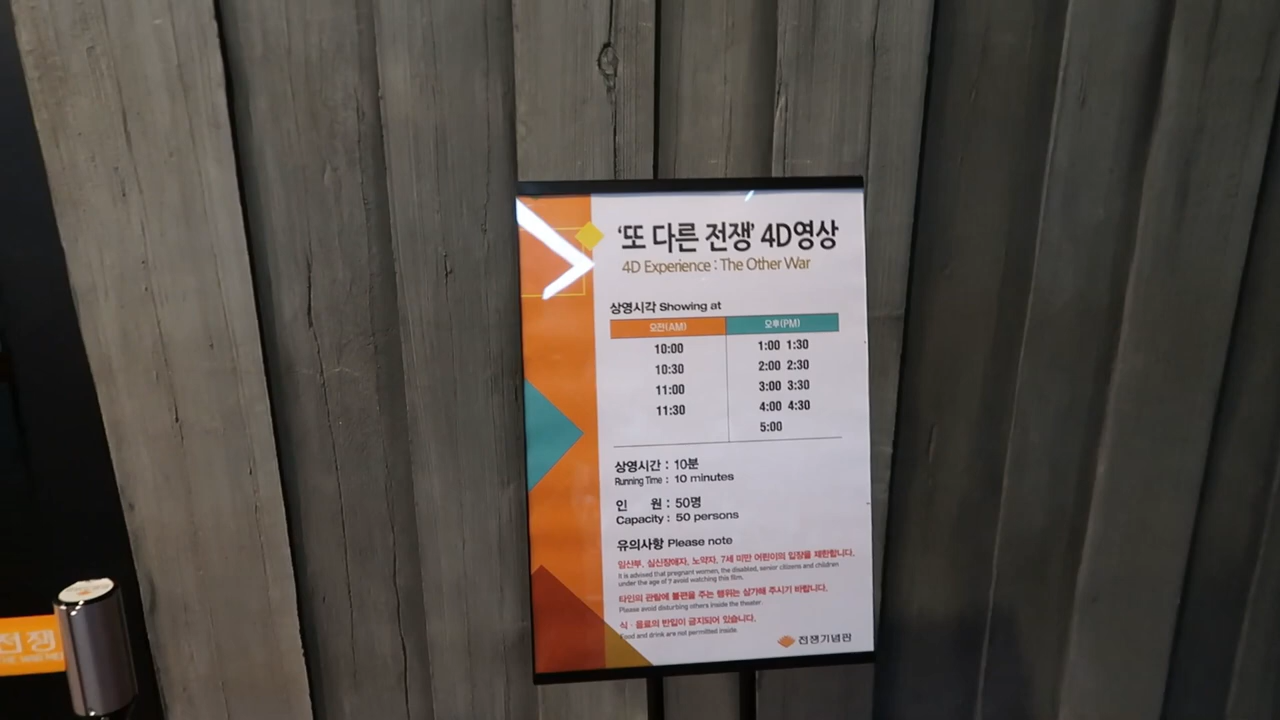 '또 다른 전쟁' 4D영상
4D Experience : The Other War
상영시각 Showing at
오전(AM) 오후(PM)
10:00 1:00 1:30
10:30 2:00 2:30
11:00 3:00 3:30
11:30 4:00 4:30
5:00
상영시간 : 10분
Running Time : 10 minutes
인 원 : 50명
Capacity : 50 persons
유의사항 Please note
임산부, 심신장애자, 노약자, 7세 미만 어린이의 입장을 제한합니다.
It is advised that pregnant women, the disabled, senior citizens and children
under the age of 7 avoid watching this film.
타인의 관람에 불편을 주는 행위는 삼가해 주시기 바랍니다.
Please avoid disturbing others inside the theater.
식·음료의 반입이 금지되어 있습니다.
Food and drink are not permitted inside.
전쟁기념관
전쟁
THE WAR